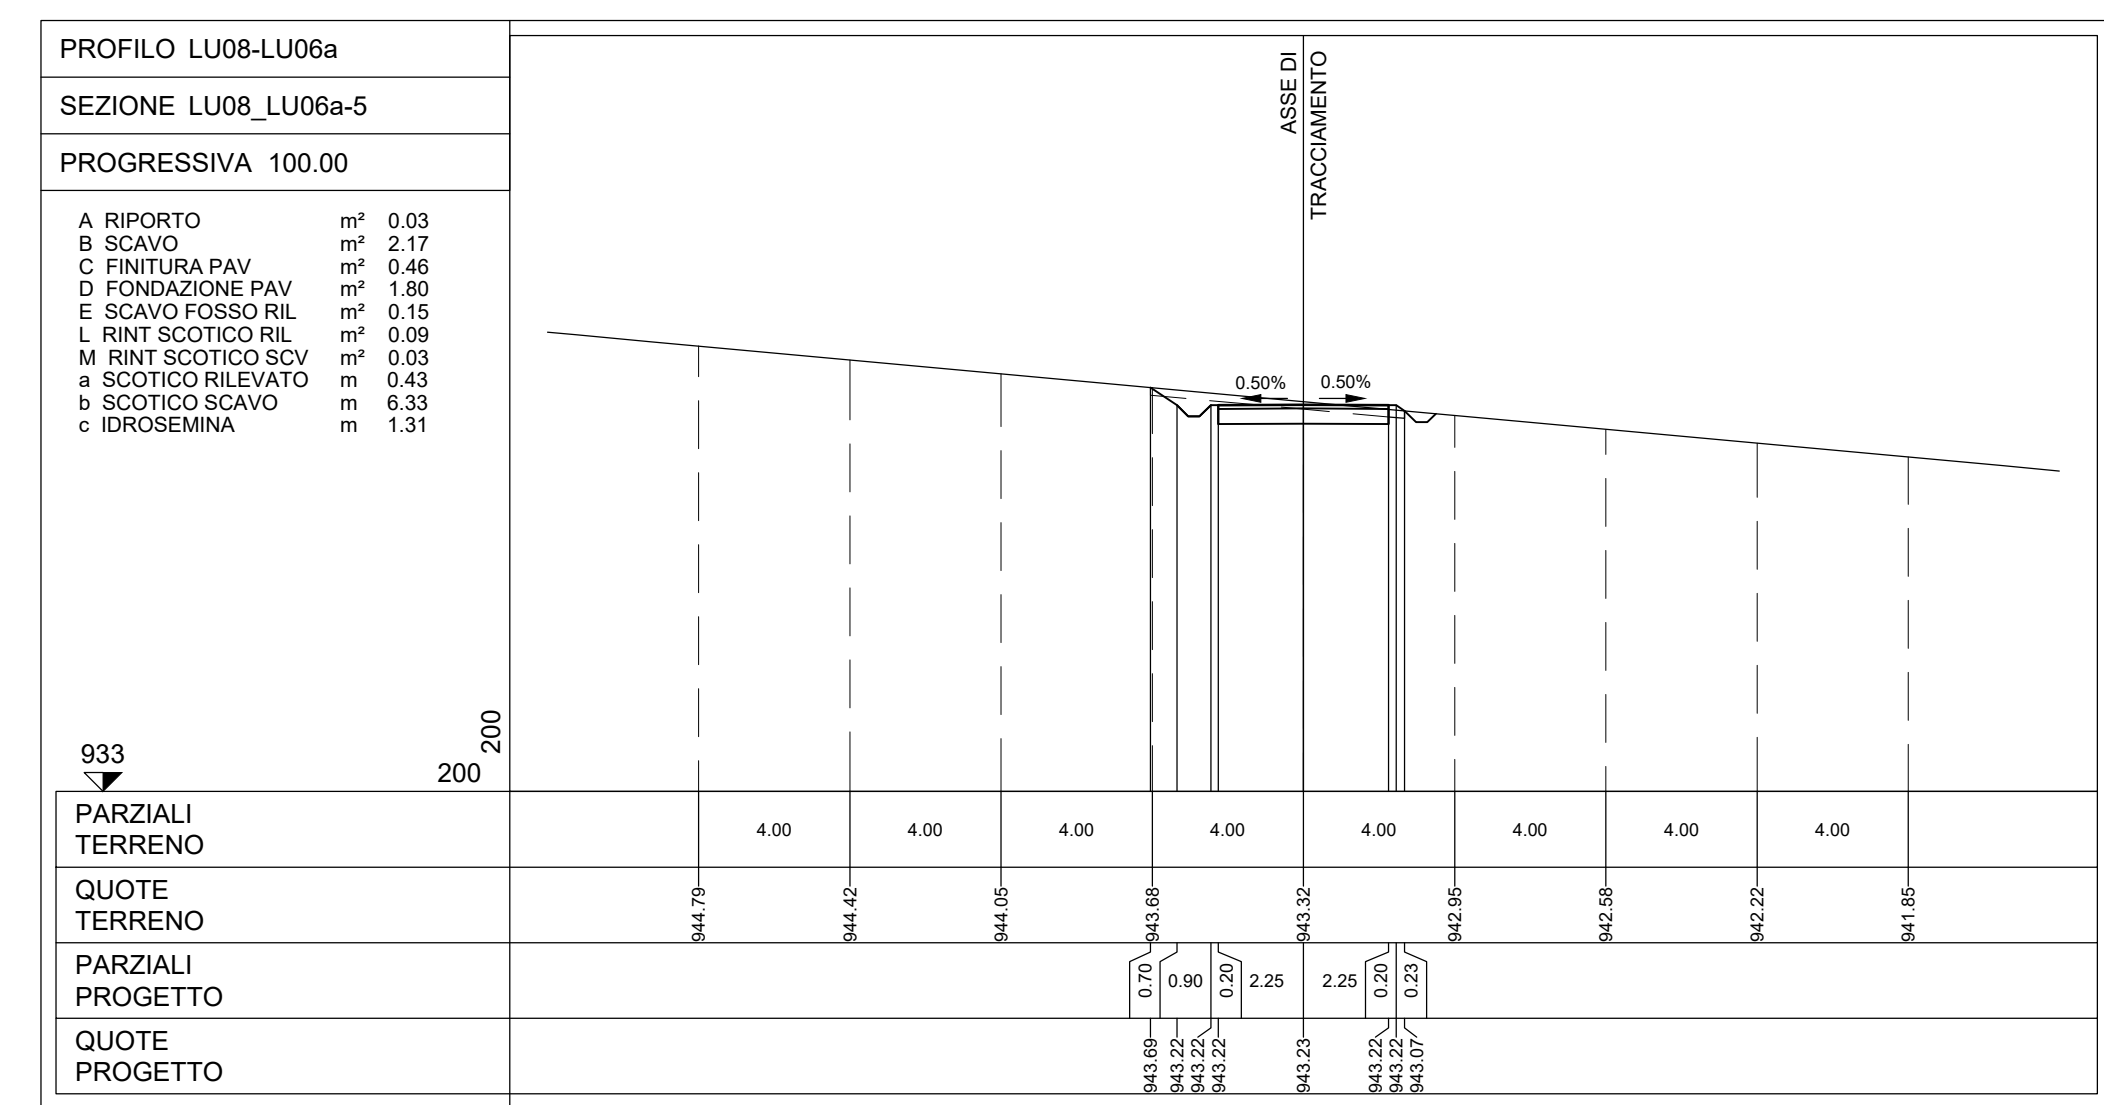 PROFILO LU08-LU06a
SEZIONE LU08_LU06a-5
PROGRESSIVA 100.00
A RIPORTO m² 0.03
B SCAVO m² 2.17
C FINITURA PAV m² 0.46
D FONDAZIONE PAV m² 1.80
E SCAVO FOSSO RIL m² 0.15
L RINT SCOTICO RIL m² 0.09
M RINT SCOTICO SCV m² 0.03
a SCOTICO RILEVATO m 0.43
b SCOTICO SCAVO m 6.33
c IDROSEMINA m 1.31
ASSE DI
TRACCIAMENTO
0.50% 0.50%
933
200
200
PARZIALI
TERRENO
4.00 4.00 4.00 4.00 4.00 4.00 4.00 4.00
QUOTE
TERRENO
944.79 944.42 944.05 943.68 943.32 942.95 942.58 942.22 941.85
PARZIALI
PROGETTO
0.70 0.90 0.20 2.25 2.25 0.20 0.23
QUOTE
PROGETTO
943.69 943.22 943.22 943.22 943.23 943.22 943.22 943.07